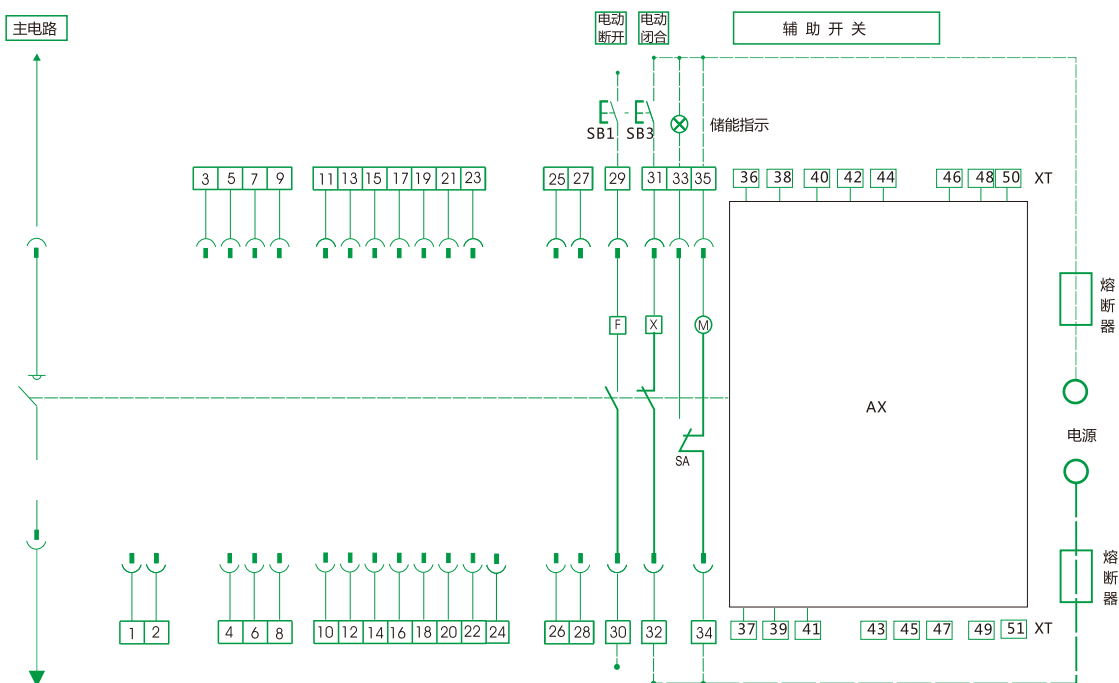 主电路
电动
断开
电动
闭合
辅助开关
SB1
SB3
储能指示
3 5 7 9
11 13 15 17 19 21 23
25 27
29
31 33 35
36 38 40 42 44 46 48 50 XT
F
X
M
熔
断
器
AX
电源
SA
熔
断
器
1 2
4 6 8
10 12 14 16 18 20 22 24
26 28
30
32
34
37 39 41 43 45 47 49 51 XT